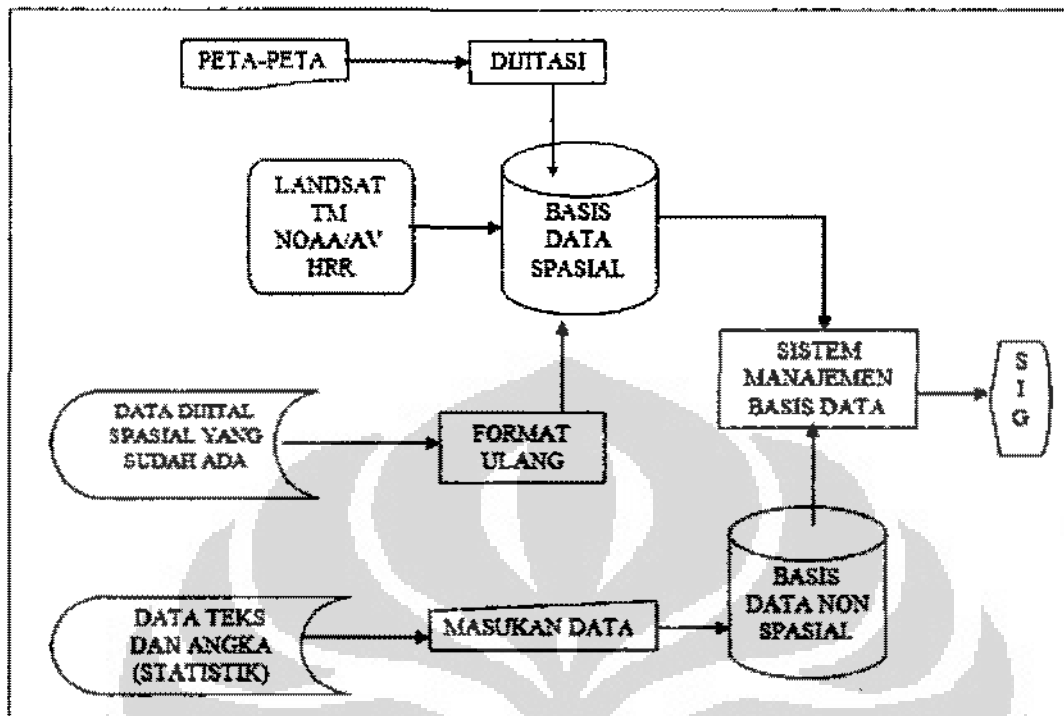 PETA-PETA
DIJITASI
LANDSAT
TM
NOAA/AV
HRR
BASIS
DATA
SPASIAL
SISTEM
MANAJEMEN
BASIS DATA
S
I
G
DATA DIJITAL
SPASIAL YANG
SUDAH ADA
FORMAT
ULANG
BASIS
DATA NON
SPASIAL
DATA TEKS
DAN ANGKA
(STATISTIK)
MASUKAN DATA